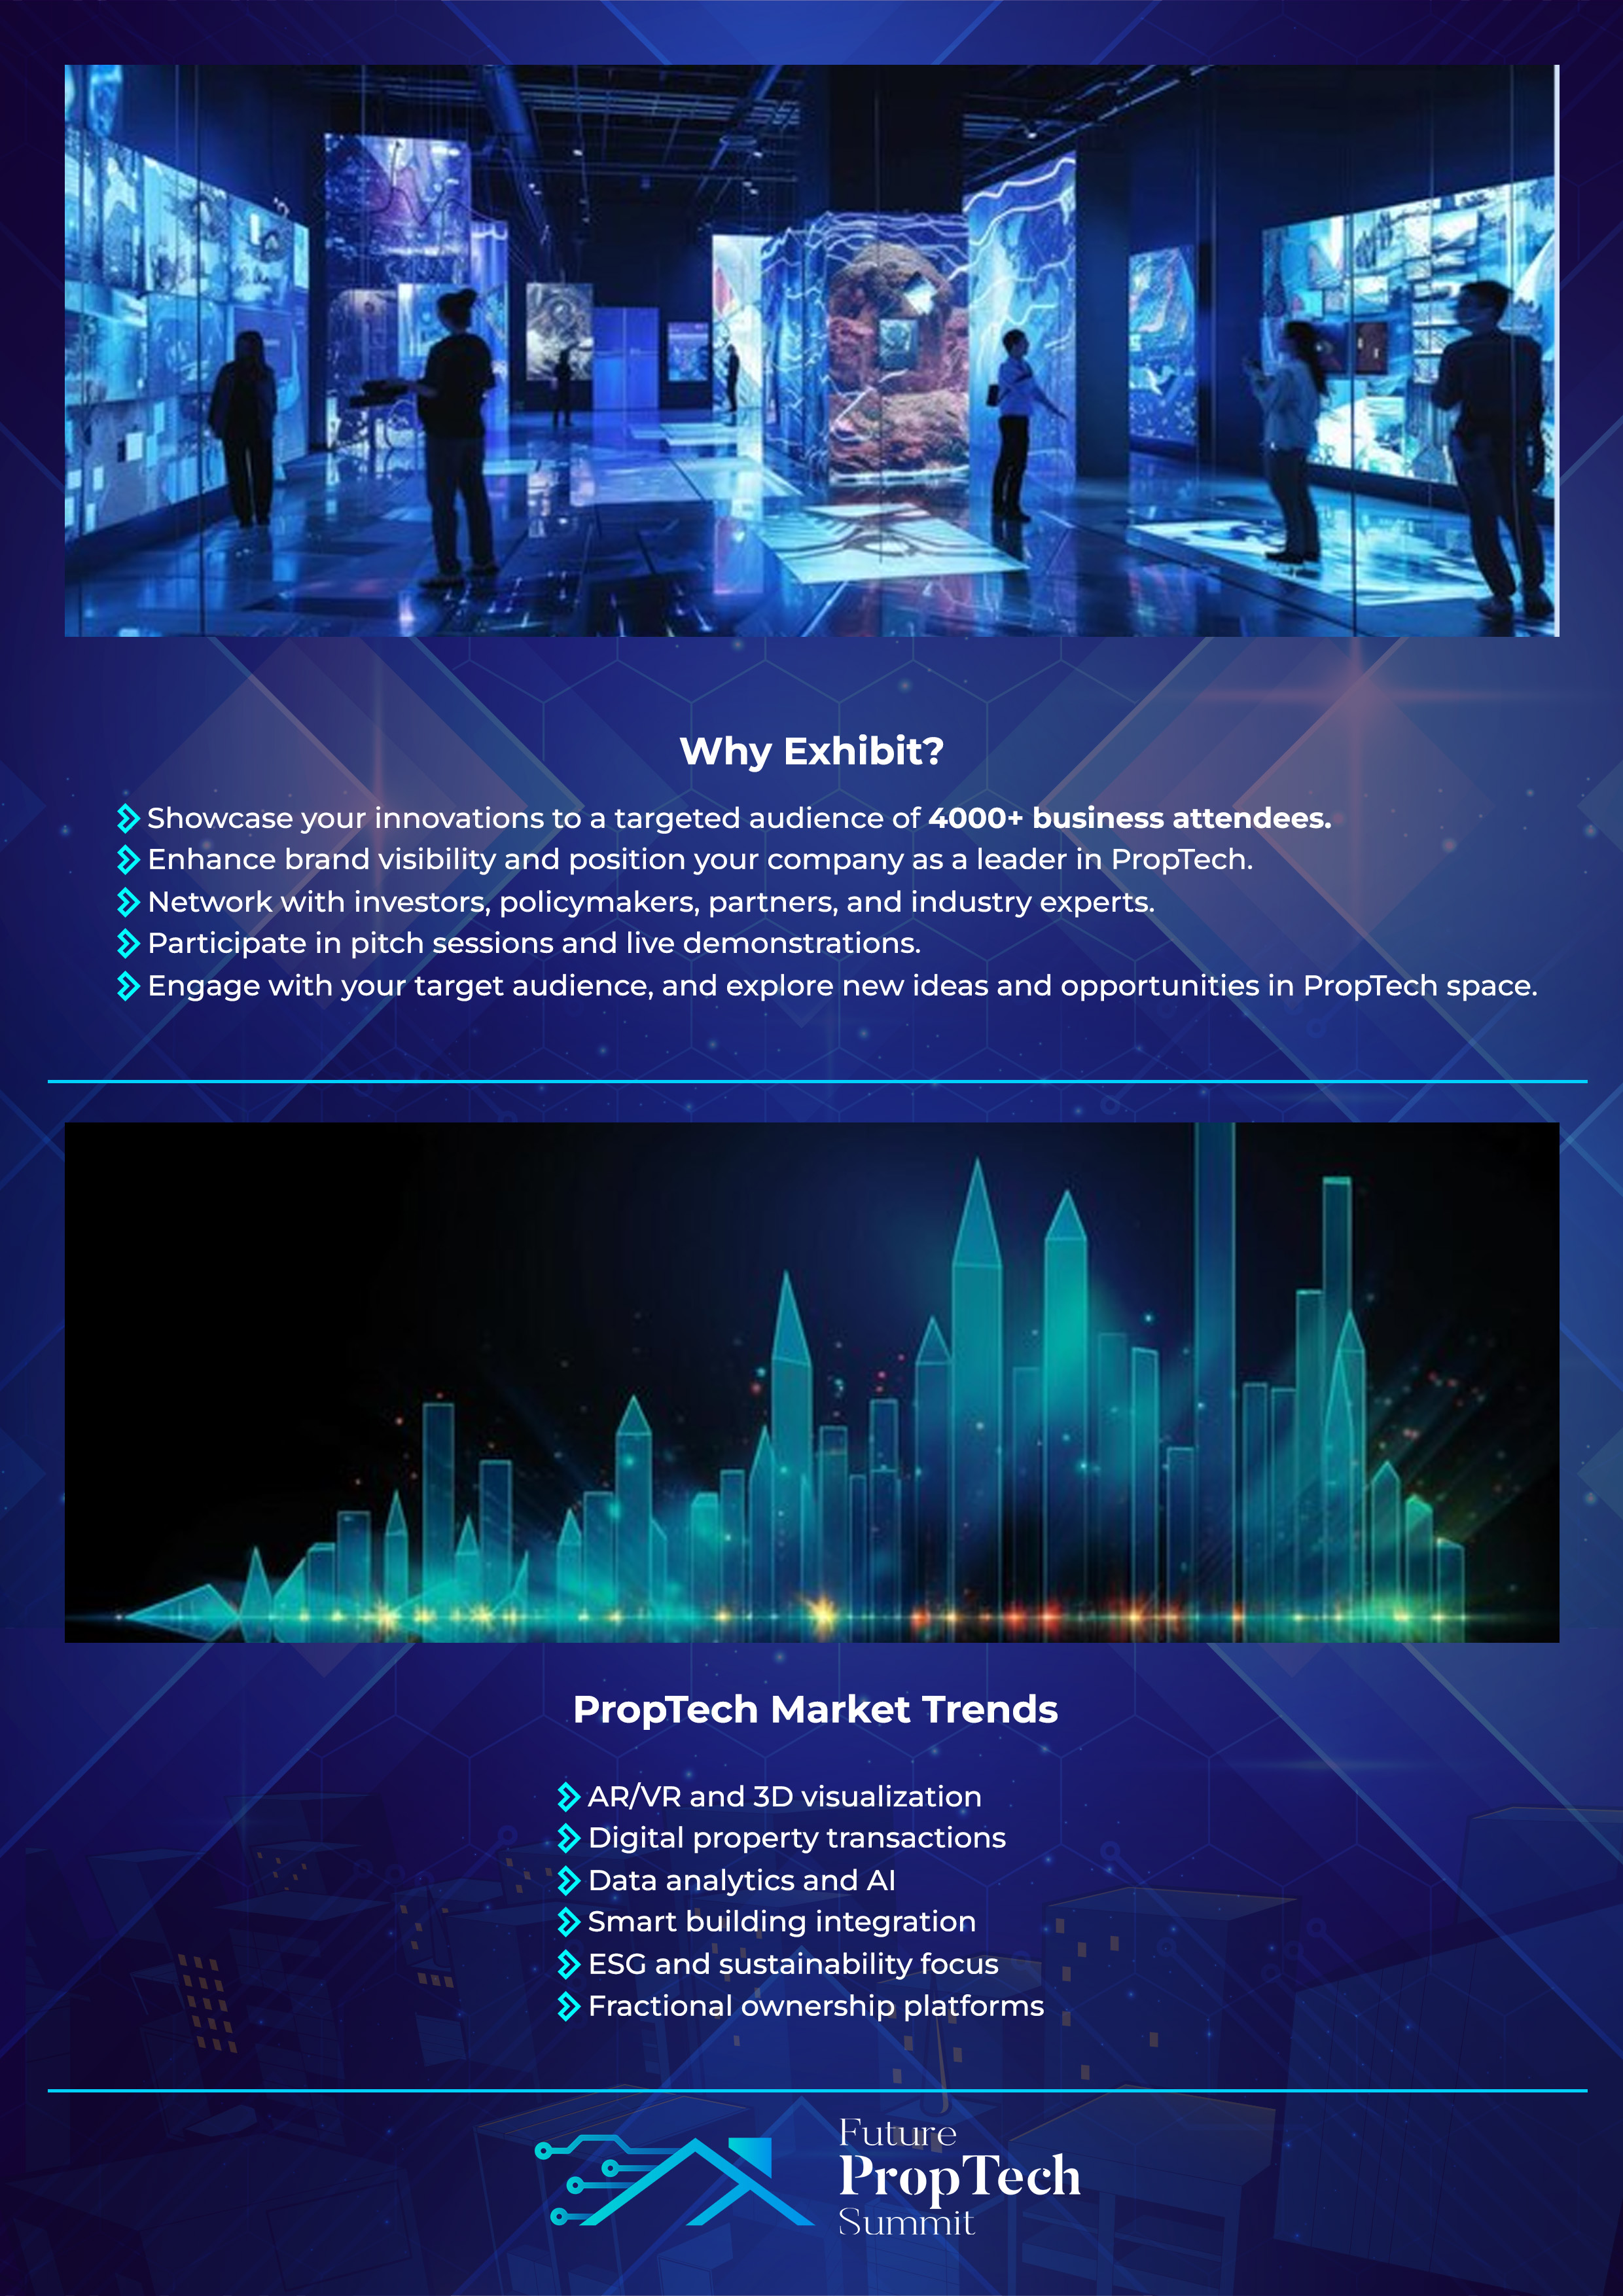 Why Exhibit?
Showcase your innovations to a targeted audience of 4000+ business attendees.
Enhance brand visibility and position your company as a leader in PropTech.
Network with investors, policymakers, partners, and industry experts.
Participate in pitch sessions and live demonstrations.
Engage with your target audience, and explore new ideas and opportunities in PropTech space.
PropTech Market Trends
AR/VR and 3D visualization
Digital property transactions
Data analytics and AI
Smart building integration
ESG and sustainability focus
Fractional ownership platforms
Future
PropTech
Summit